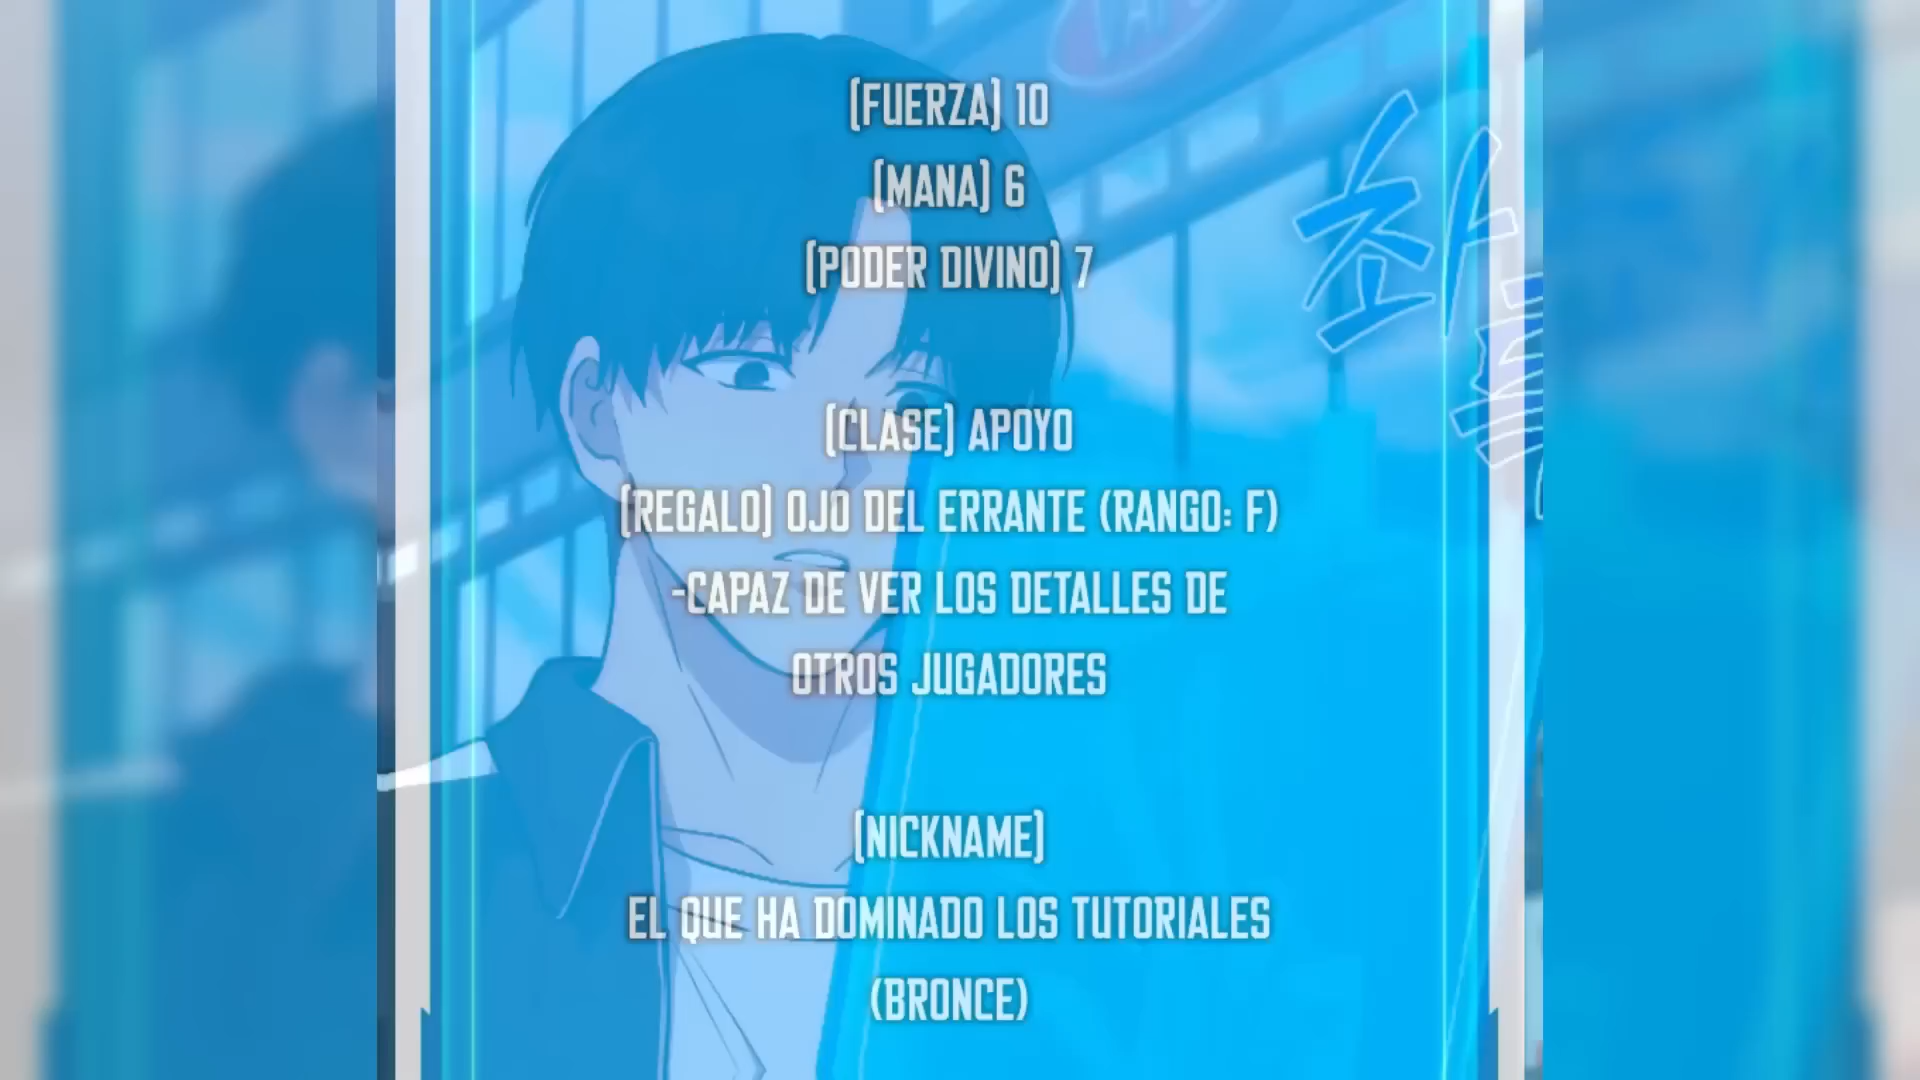 [FUERZA] 10
[MANA] 6
[PODER DIVINO] 7
[CLASE] APOYO
[REGALO] OJO DEL ERRANTE (RANGO: F)
-CAPAZ DE VER LOS DETALLES DE
OTROS JUGADORES
[NICKNAME]
EL QUE HA DOMINADO LOS TUTORIALES
(BRONCE)